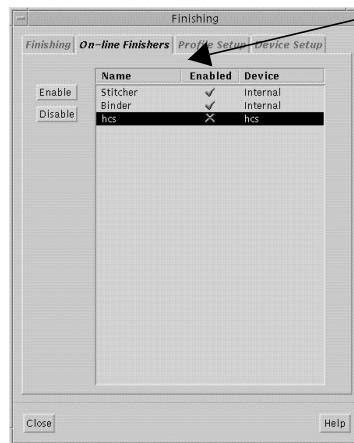 Finishing
Finishing On-line Finishers Profile Setup Device Setup
Name Enabled Device
Enable
Disable
Stitcher Internal
Binder Internal
hcs hcs
Close Help